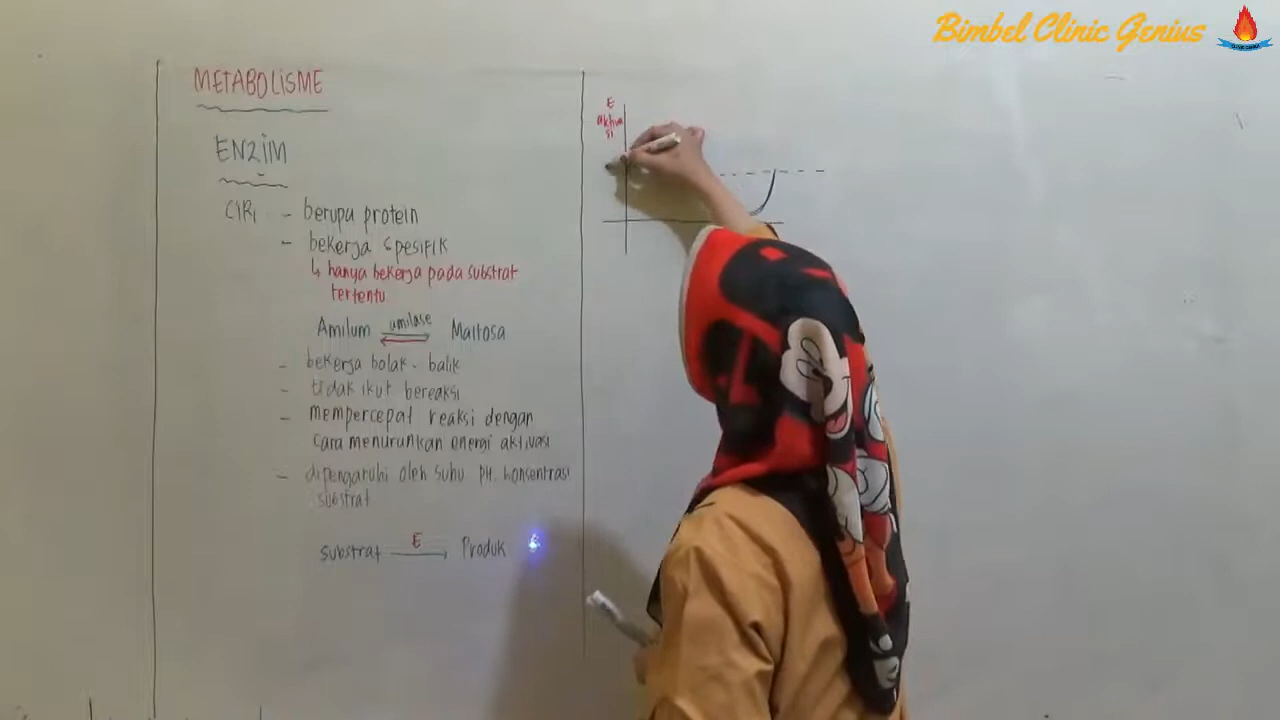 Bimbel Clinic Genius
METABOLISME
ENZIM
CIRI - berupa protein
- bekerja spesifik
↳ hanya bekerja pada substrat
tertentu
Amilum amilase Maltosa
- bekerja bolak - balik
- tidak ikut bereaksi
- mempercepat reaksi dengan
cara menurunkan energi aktivasi
- dipengaruhi oleh suhu pH. konsentrasi
substrat
substrat E Produk
E
aktiva
si